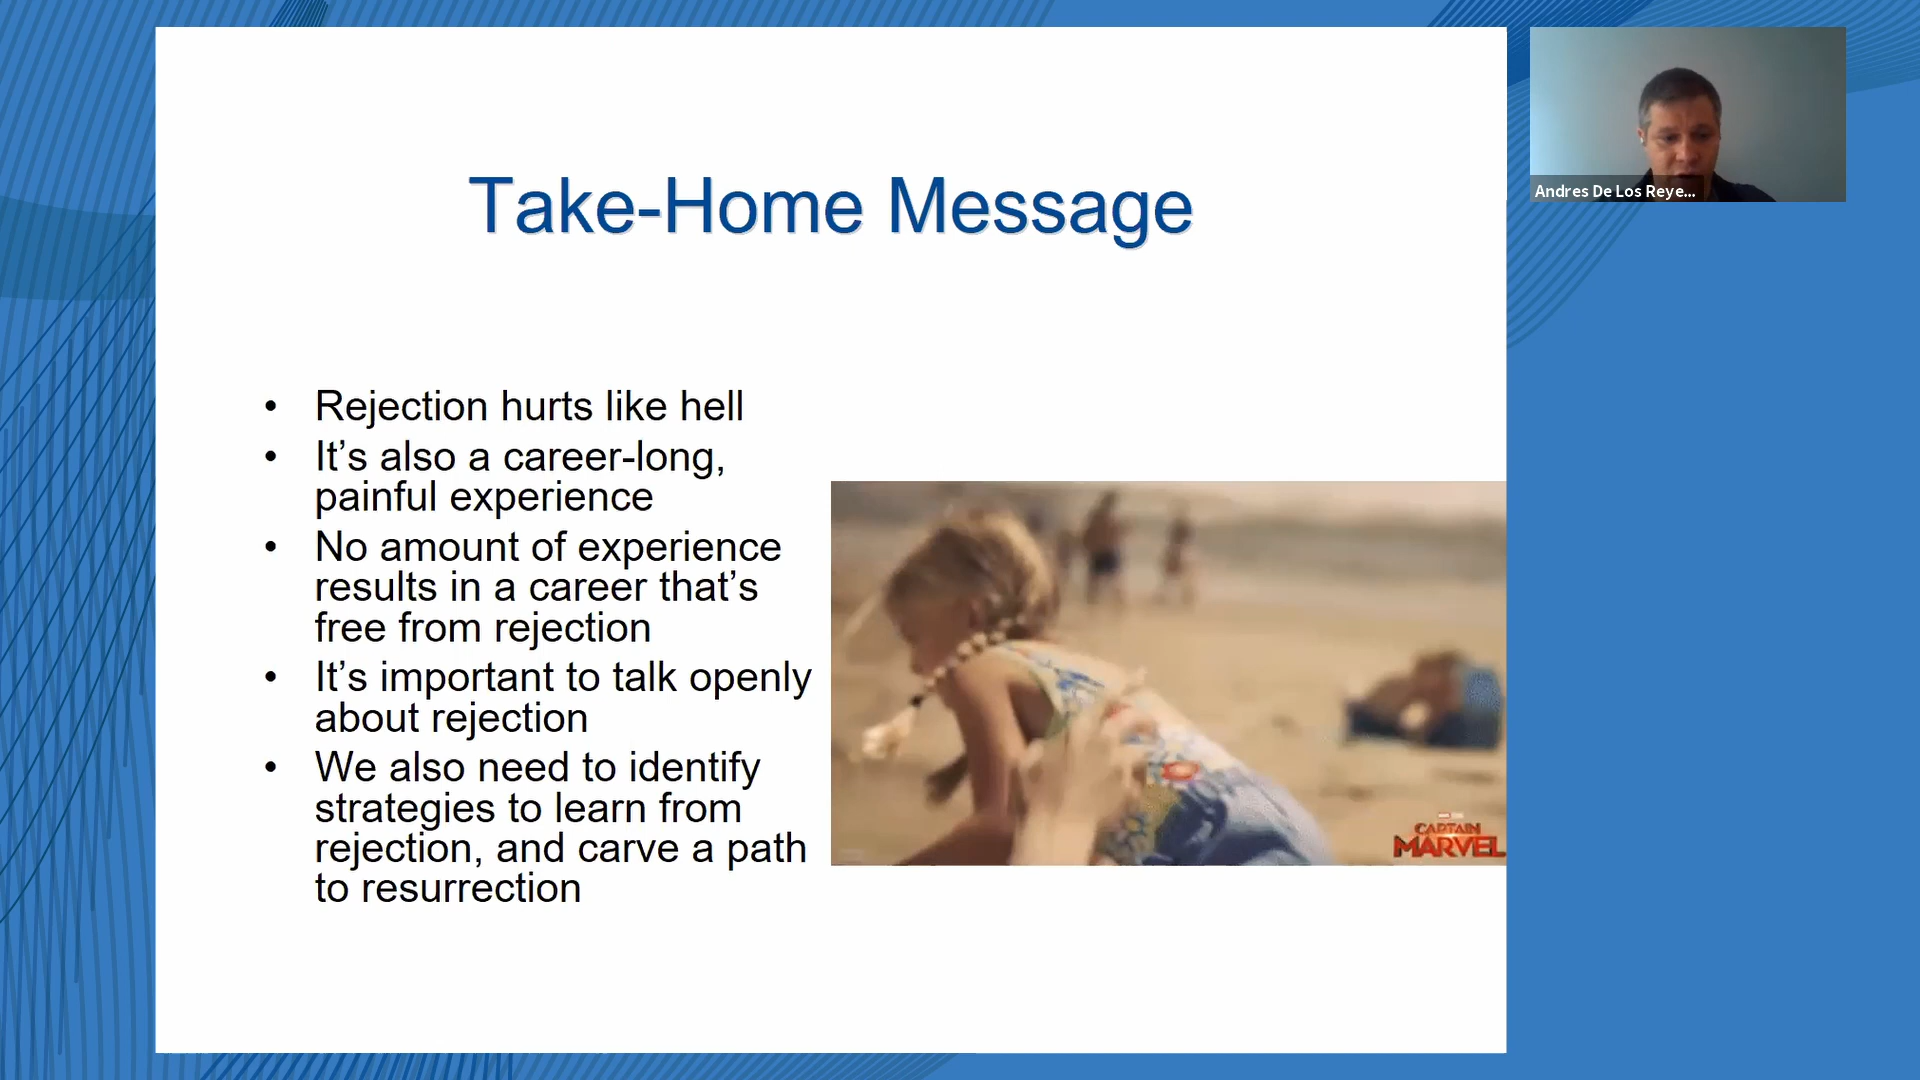 Take-Home Message
• Rejection hurts like hell
• It’s also a career-long,
painful experience
• No amount of experience
results in a career that’s
free from rejection
• It’s important to talk openly
about rejection
• We also need to identify
strategies to learn from
rejection, and carve a path
to resurrection
CAPTAIN
MARVEL
Andres De Los Reye...